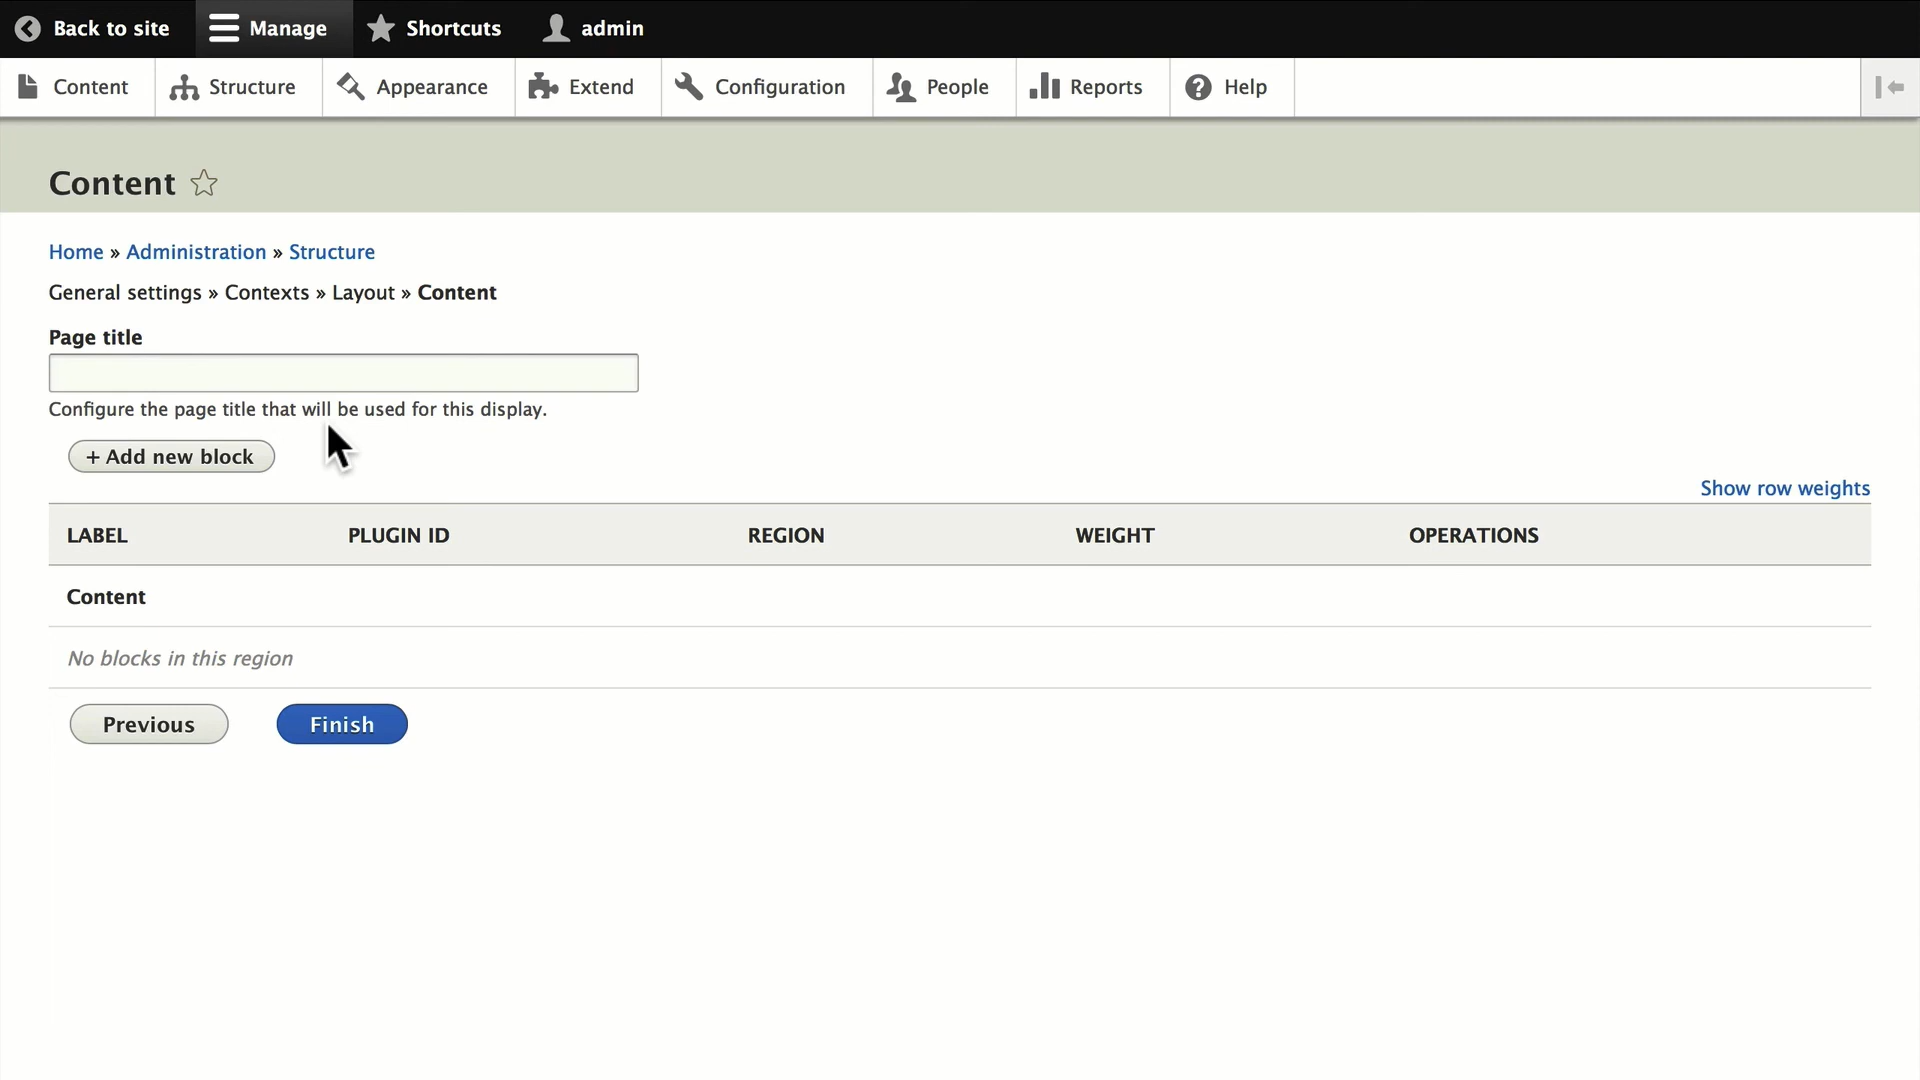 Back to site Manage Shortcuts admin
Content Structure Appearance Extend Configuration People Reports Help
Content
Home » Administration » Structure
General settings » Contexts » Layout » Content
Page title
Configure the page title that will be used for this display.
+ Add new block
Show row weights
LABEL PLUGIN ID REGION WEIGHT OPERATIONS
Content
No blocks in this region
Previous Finish